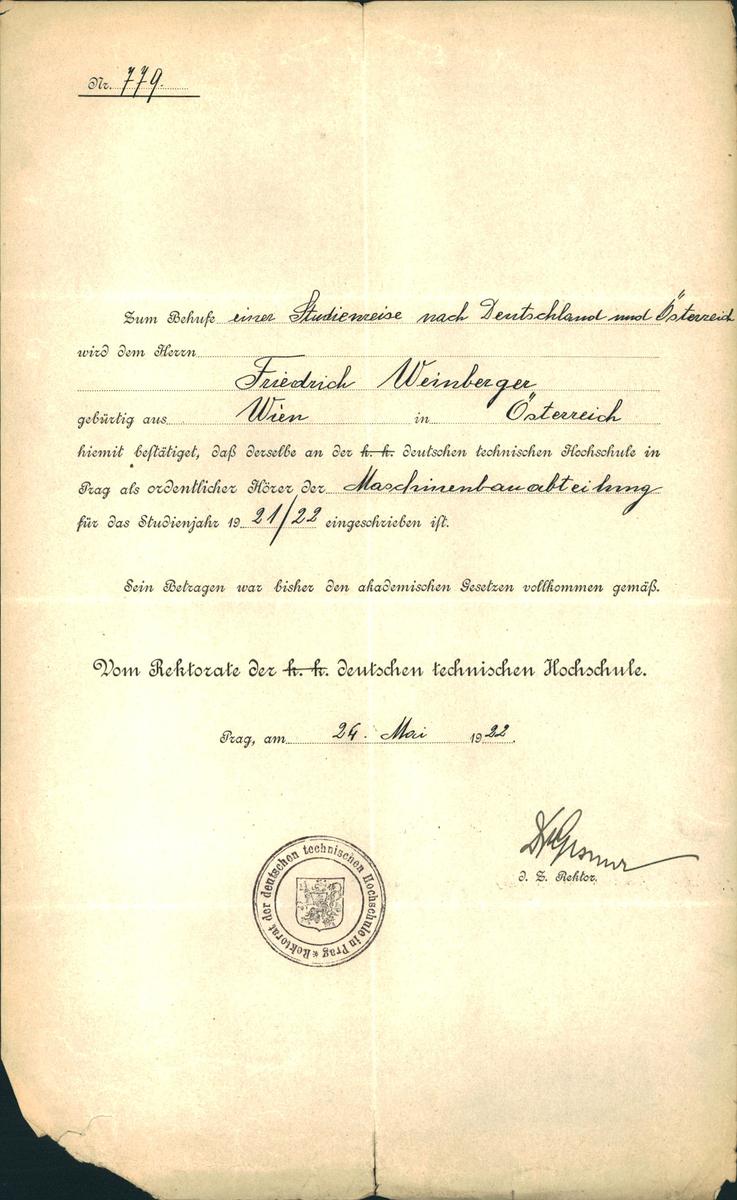 Nr. 779.
Zum Behufe einer Studienreise nach Deutschland und Österreich
wird dem Herrn
Friedrich Weinberger
gebürtig aus Wien in Österreich
hiemit bestätiget, daß derselbe an der k. k. deutschen technischen Hochschule in
Prag als ordentlicher Hörer der Maschinenbauabteilung
für das Studienjahr 1921/22 eingeschrieben ist.
Sein Betragen war bisher den akademischen Gesetzen vollkommen gemäß.
Vom Rektorate der k. k. deutschen technischen Hochschule.
Prag, am 24. Mai 1922.
d. Z. Rektor.
Rektorat der deutschen technischen Hochschule in Prag *